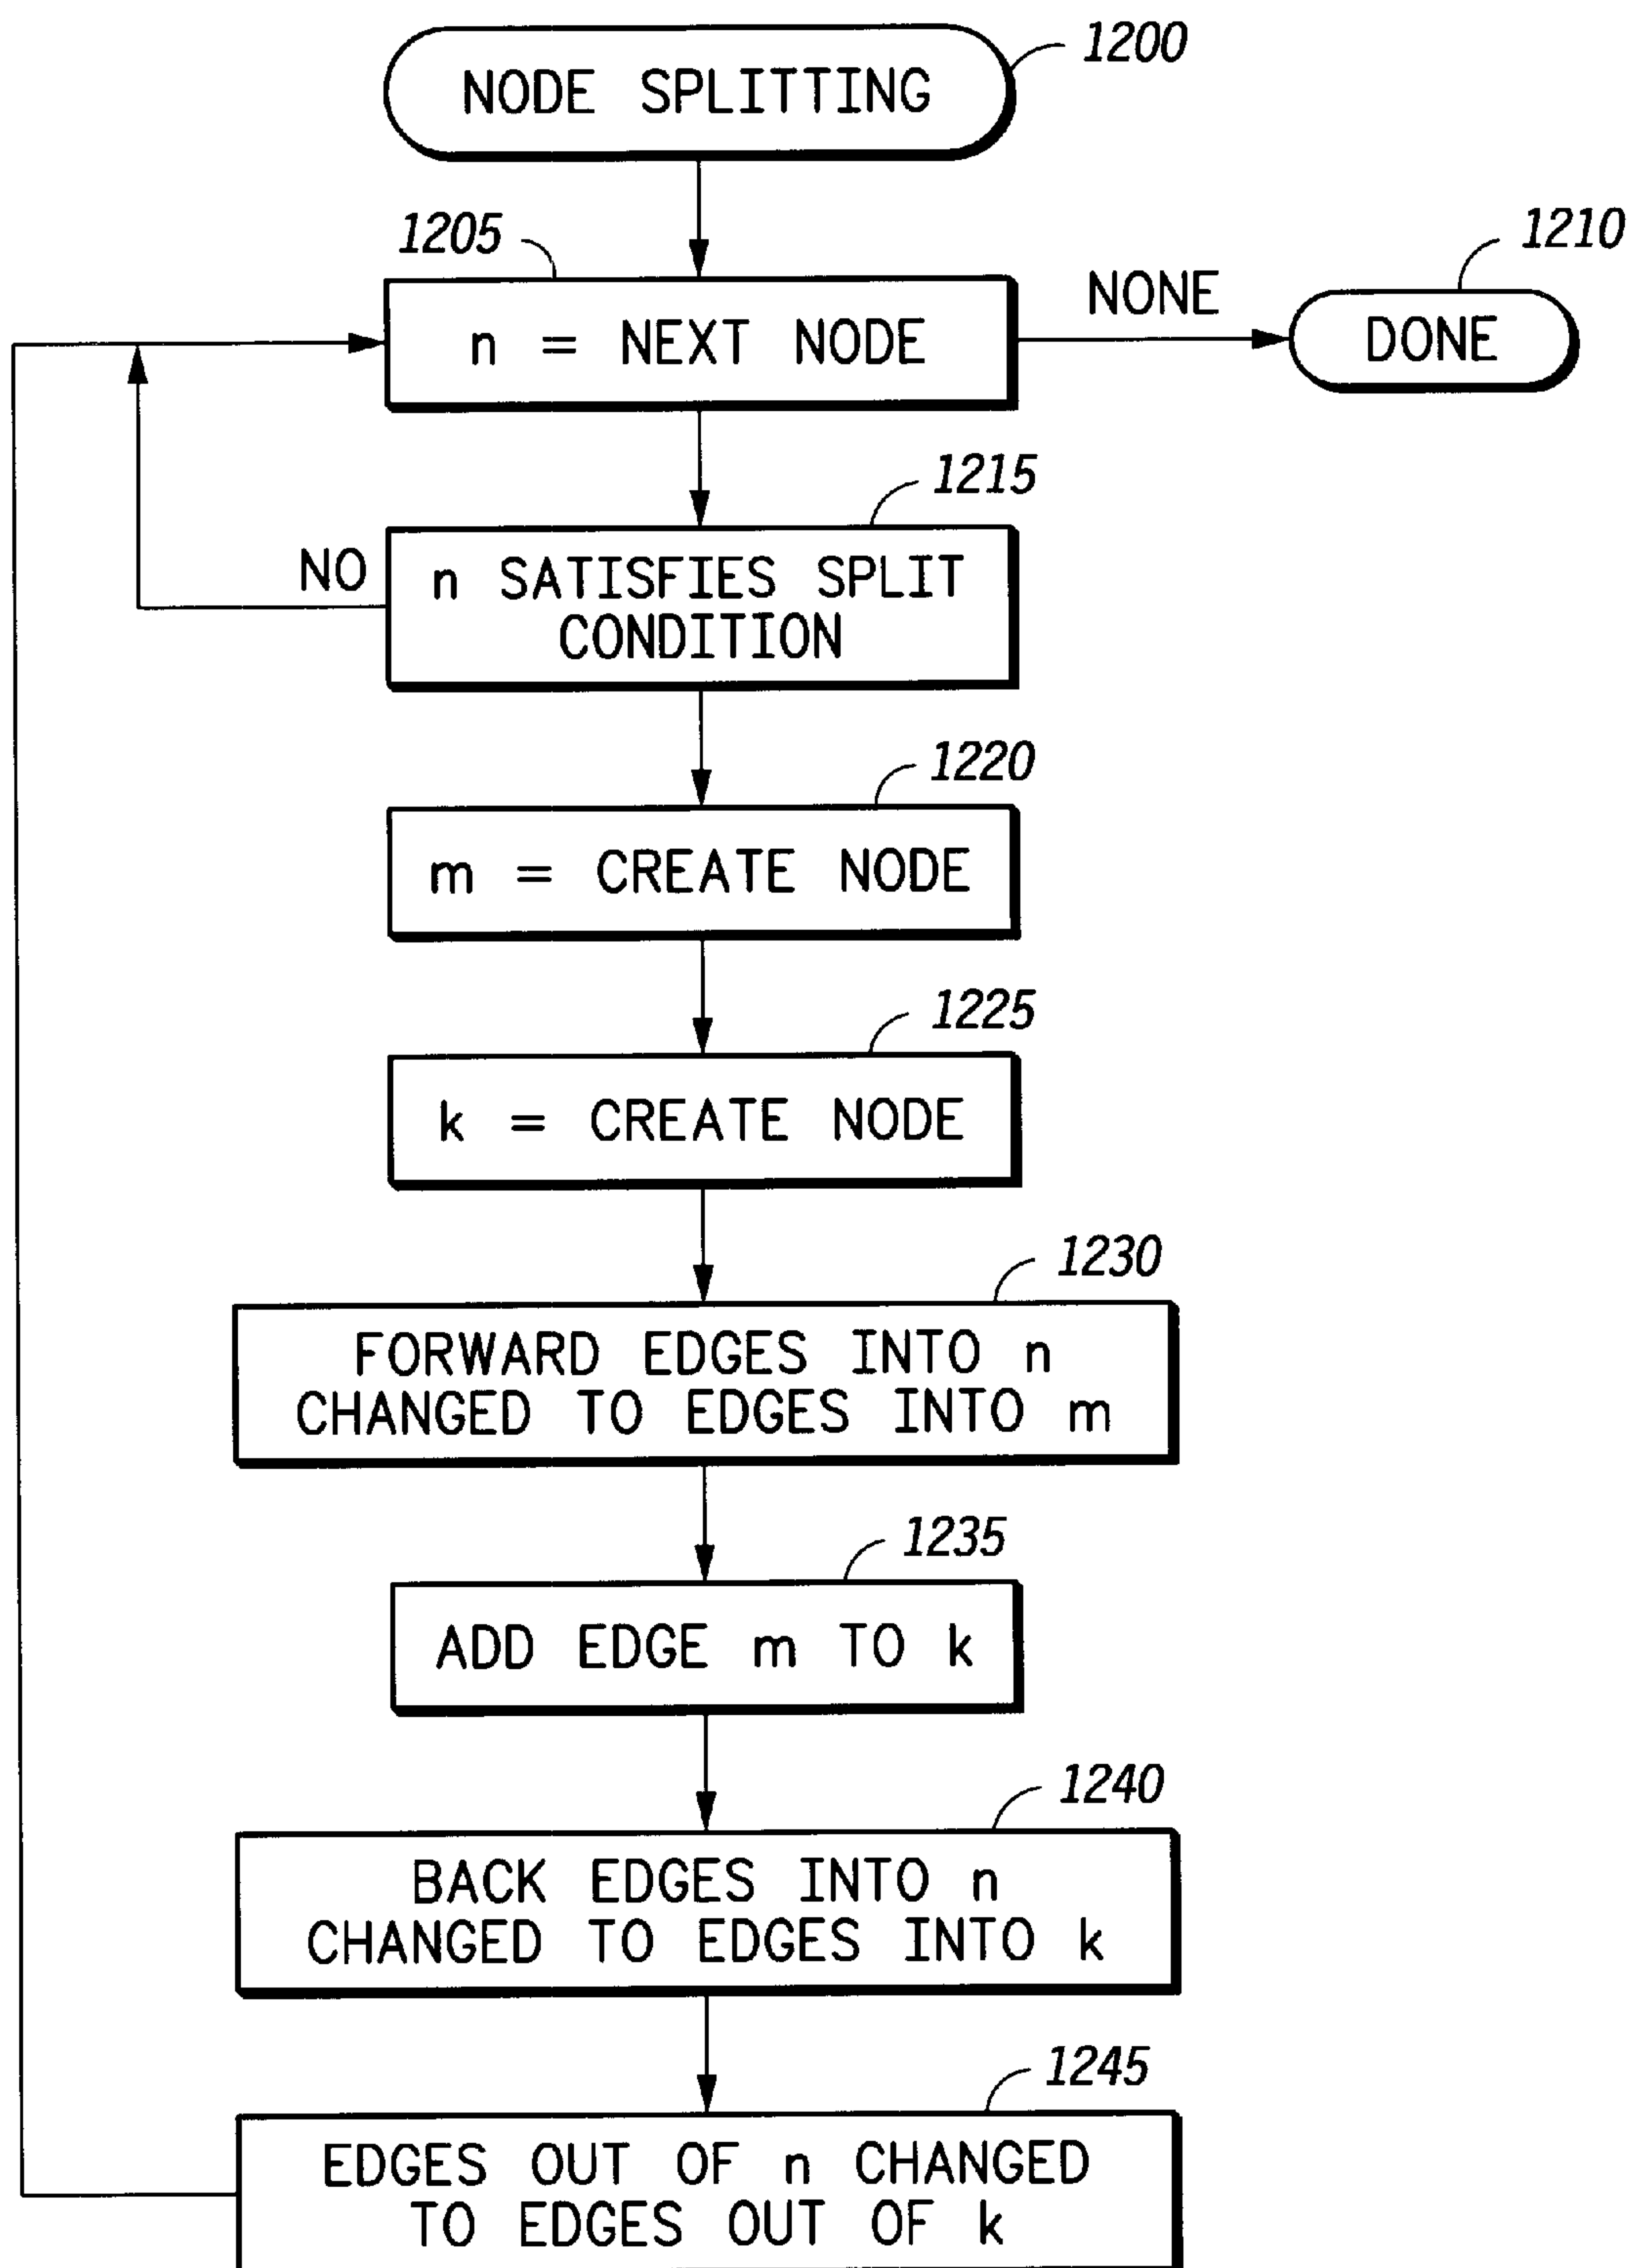 1200
NODE SPLITTING
1205
1210
n = NEXT NODE
NONE
DONE
1215
NO
n SATISFIES SPLIT
CONDITION
1220
m = CREATE NODE
1225
k = CREATE NODE
1230
FORWARD EDGES INTO n
CHANGED TO EDGES INTO m
1235
ADD EDGE m TO k
1240
BACK EDGES INTO n
CHANGED TO EDGES INTO k
1245
EDGES OUT OF n CHANGED
TO EDGES OUT OF k